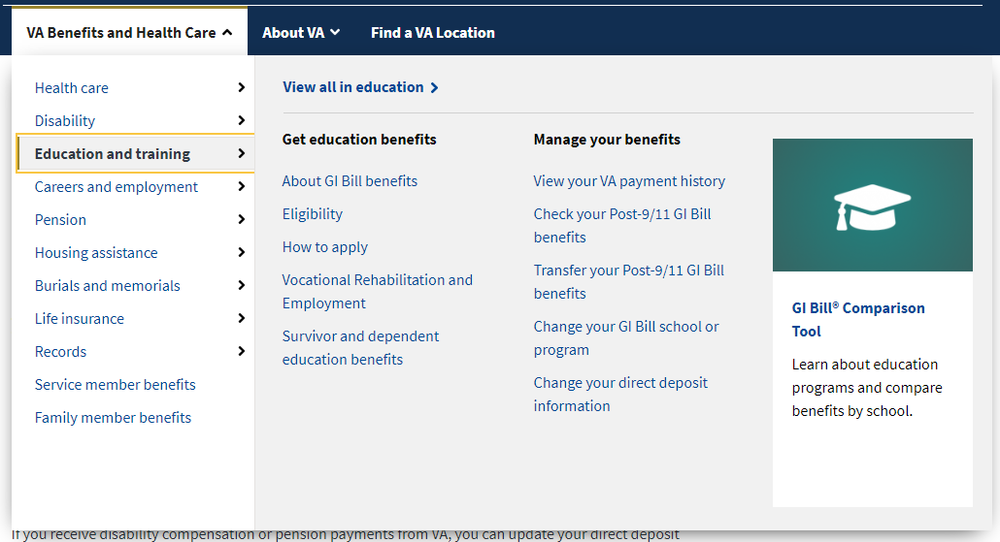 VA Benefits and Health Care
About VA
Find a VA Location
Health care
Disability
Education and training
Careers and employment
Pension
Housing assistance
Burials and memorials
Life insurance
Records
Service member benefits
Family member benefits
View all in education
Get education benefits
About GI Bill benefits
Eligibility
How to apply
Vocational Rehabilitation and
Employment
Survivor and dependent
education benefits
Manage your benefits
View your VA payment history
Check your Post-9/11 GI Bill
benefits
Transfer your Post-9/11 GI Bill
benefits
Change your GI Bill school or
program
Change your direct deposit
information
GI Bill® Comparison
Tool
Learn about education
programs and compare
benefits by school.
If you receive disability compensation or pension payments from VA, you can update your direct deposit